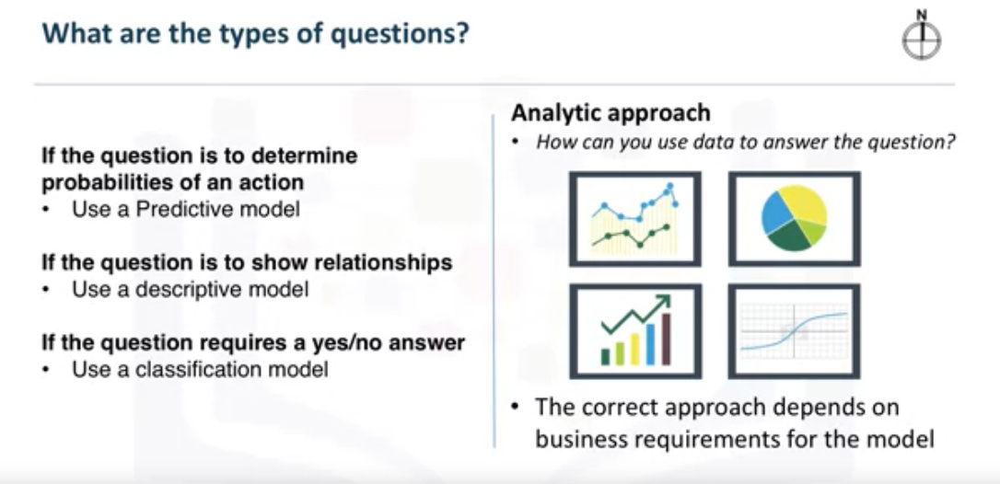 What are the types of questions?
N
If the question is to determine
probabilities of an action
• Use a Predictive model
If the question is to show relationships
• Use a descriptive model
If the question requires a yes/no answer
• Use a classification model
Analytic approach
• How can you use data to answer the question?
• The correct approach depends on
business requirements for the model